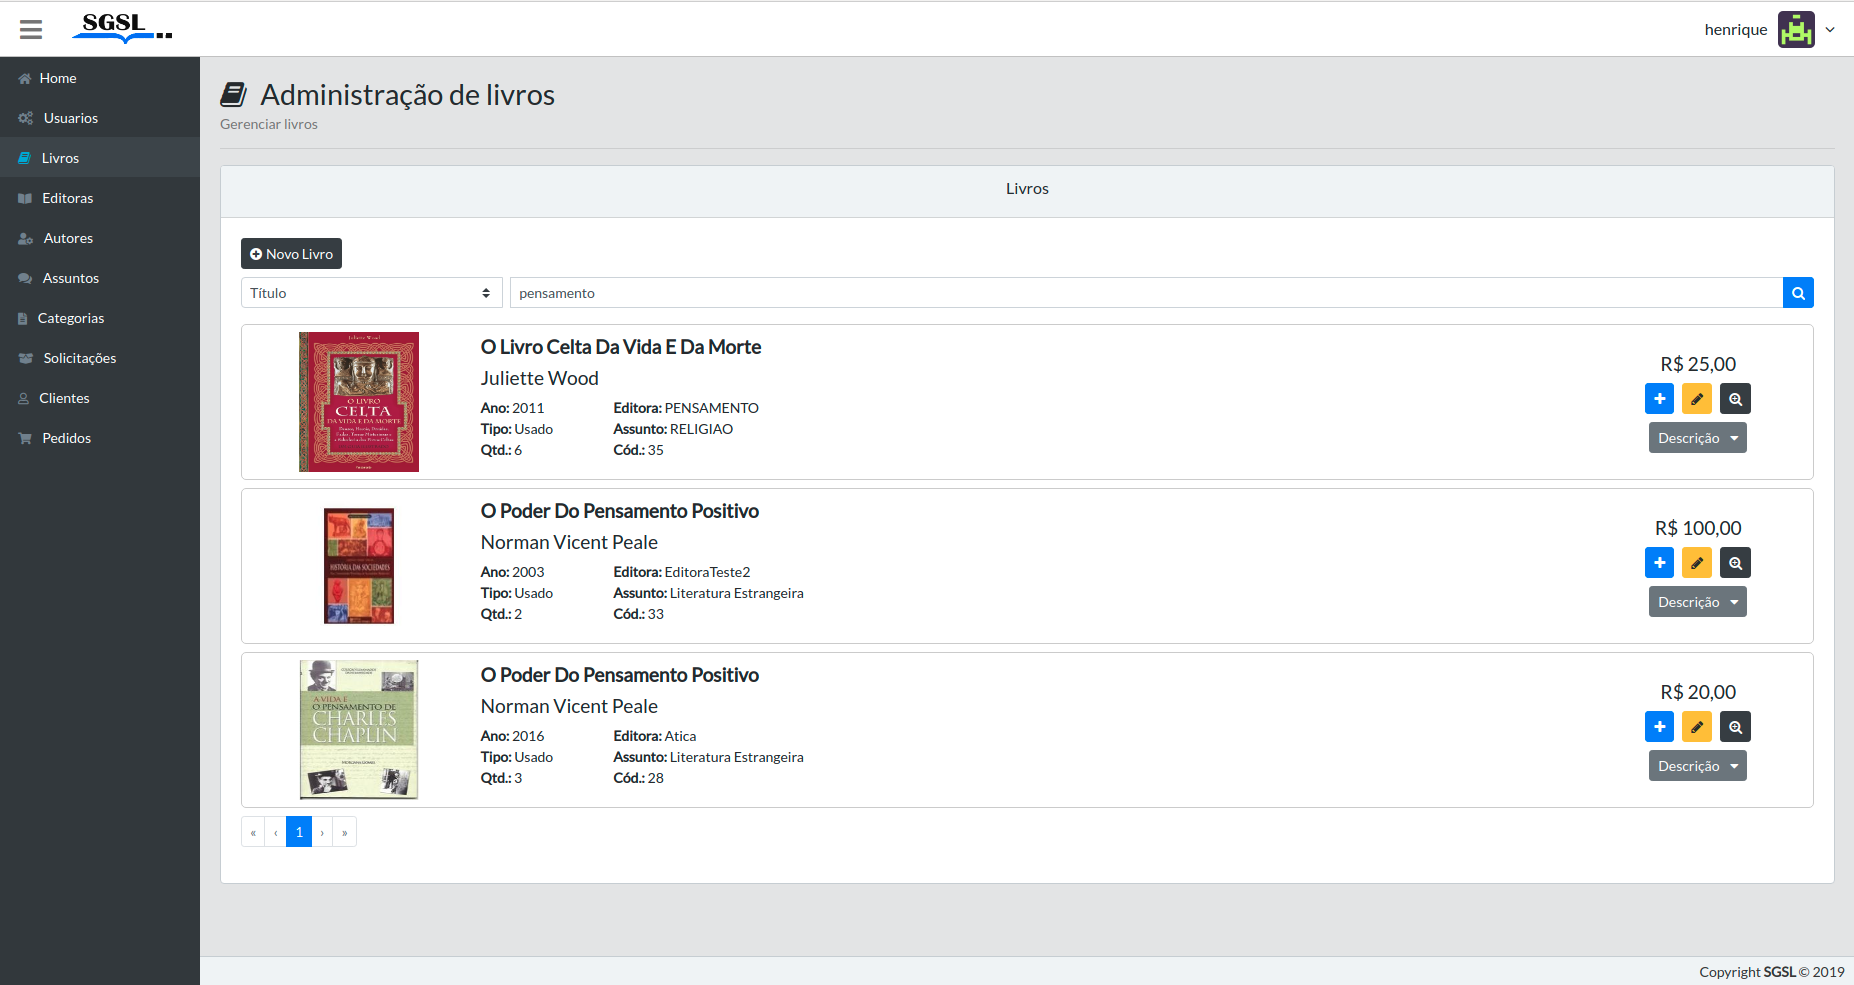 SGSL
henrique
Home
Usuarios
Livros
Editoras
Autores
Assuntos
Categorias
Solicitações
Clientes
Pedidos
Administração de livros
Gerenciar livros
Livros
Novo Livro
Título
pensamento
Juliette Wood
O LIVRO
CELTA
DA VIDA E DA MORTE
O Livro Celta Da Vida E Da Morte
Juliette Wood
Ano: 2011 Editora: PENSAMENTO
Tipo: Usado Assunto: RELIGIAO
Qtd.: 6 Cód.: 35
R$ 25,00
Descrição
HISTÓRIA DAS SOCIEDADES
O Poder Do Pensamento Positivo
Norman Vicent Peale
Ano: 2003 Editora: EditoraTeste2
Tipo: Usado Assunto: Literatura Estrangeira
Qtd.: 2 Cód.: 33
R$ 100,00
Descrição
A VIDA E
O PENSAMENTO DE
CHARLES
CHAPLIN
O Poder Do Pensamento Positivo
Norman Vicent Peale
Ano: 2016 Editora: Atica
Tipo: Usado Assunto: Literatura Estrangeira
Qtd.: 3 Cód.: 28
R$ 20,00
Descrição
« ‹ 1 › »
Copyright SGSL © 2019